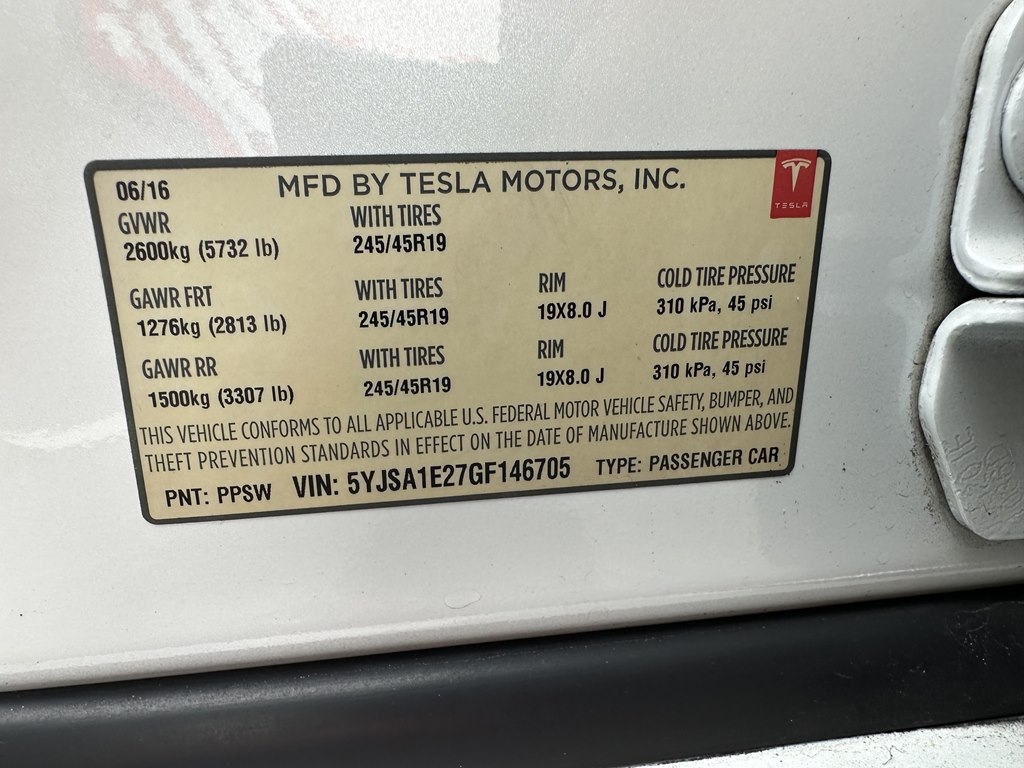 06/16 MFD BY TESLA MOTORS, INC.
TESLA
GVWR WITH TIRES
2600kg (5732 lb) 245/45R19
GAWR FRT WITH TIRES RIM COLD TIRE PRESSURE
1276kg (2813 lb) 245/45R19 19X8.0 J 310 kPa, 45 psi
GAWR RR WITH TIRES RIM COLD TIRE PRESSURE
1500kg (3307 lb) 245/45R19 19X8.0 J 310 kPa, 45 psi
THIS VEHICLE CONFORMS TO ALL APPLICABLE U.S. FEDERAL MOTOR VEHICLE SAFETY, BUMPER, AND
THEFT PREVENTION STANDARDS IN EFFECT ON THE DATE OF MANUFACTURE SHOWN ABOVE.
PNT: PPSW VIN: 5YJSA1E27GF146705 TYPE: PASSENGER CAR